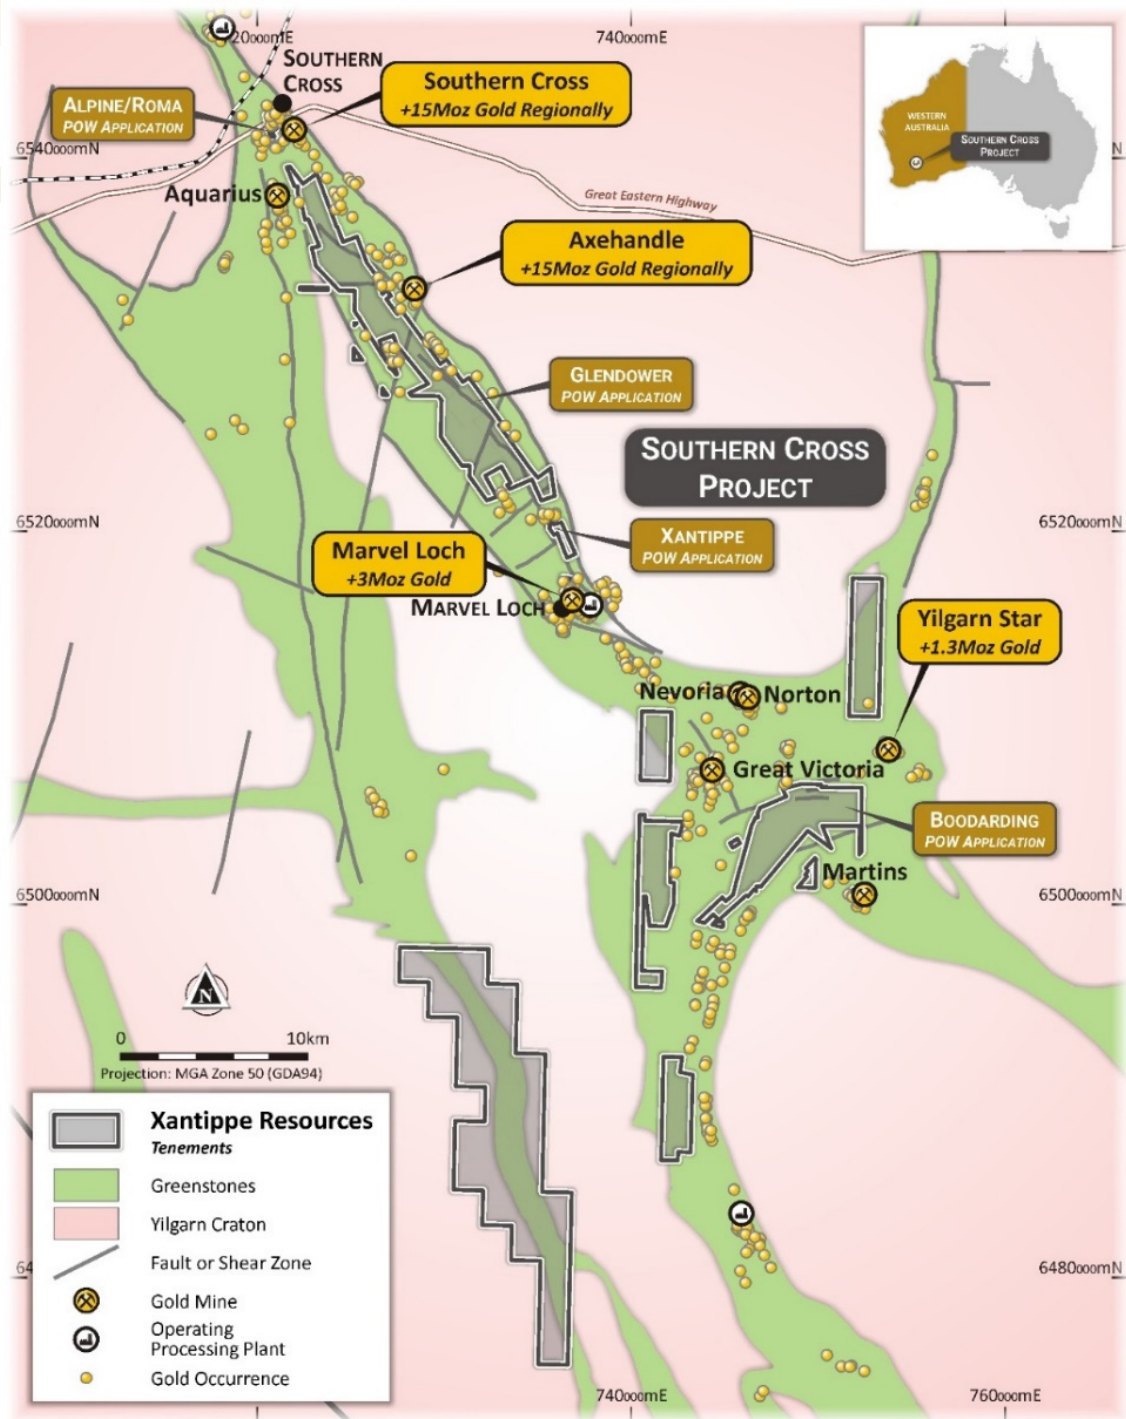 20000mE
740000mE
SOUTHERN
CROSS
Southern Cross
+15Moz Gold Regionally
ALPINE/ROMA
POW APPLICATION
WESTERN
AUSTRALIA
SOUTHERN CROSS
PROJECT
6540000mN
N
Aquarius
Great Eastern Highway
Axehandle
+15Moz Gold Regionally
GLENDOWER
POW APPLICATION
SOUTHERN CROSS
PROJECT
6520000mN
6520000mN
XANTIPPE
POW APPLICATION
Marvel Loch
+3Moz Gold
MARVEL LOCH
Yilgarn Star
+1.3Moz Gold
Nevoria
Norton
Great Victoria
BOODARDING
POW APPLICATION
Martins
6500000mN
6500000mN
N
0
10km
Projection: MGA Zone 50 (GDA94)
Xantippe Resources
Tenements
Greenstones
Yilgarn Craton
Fault or Shear Zone
64
6480000mN
Gold Mine
Operating
Processing Plant
Gold Occurrence
740000mE
760000mE